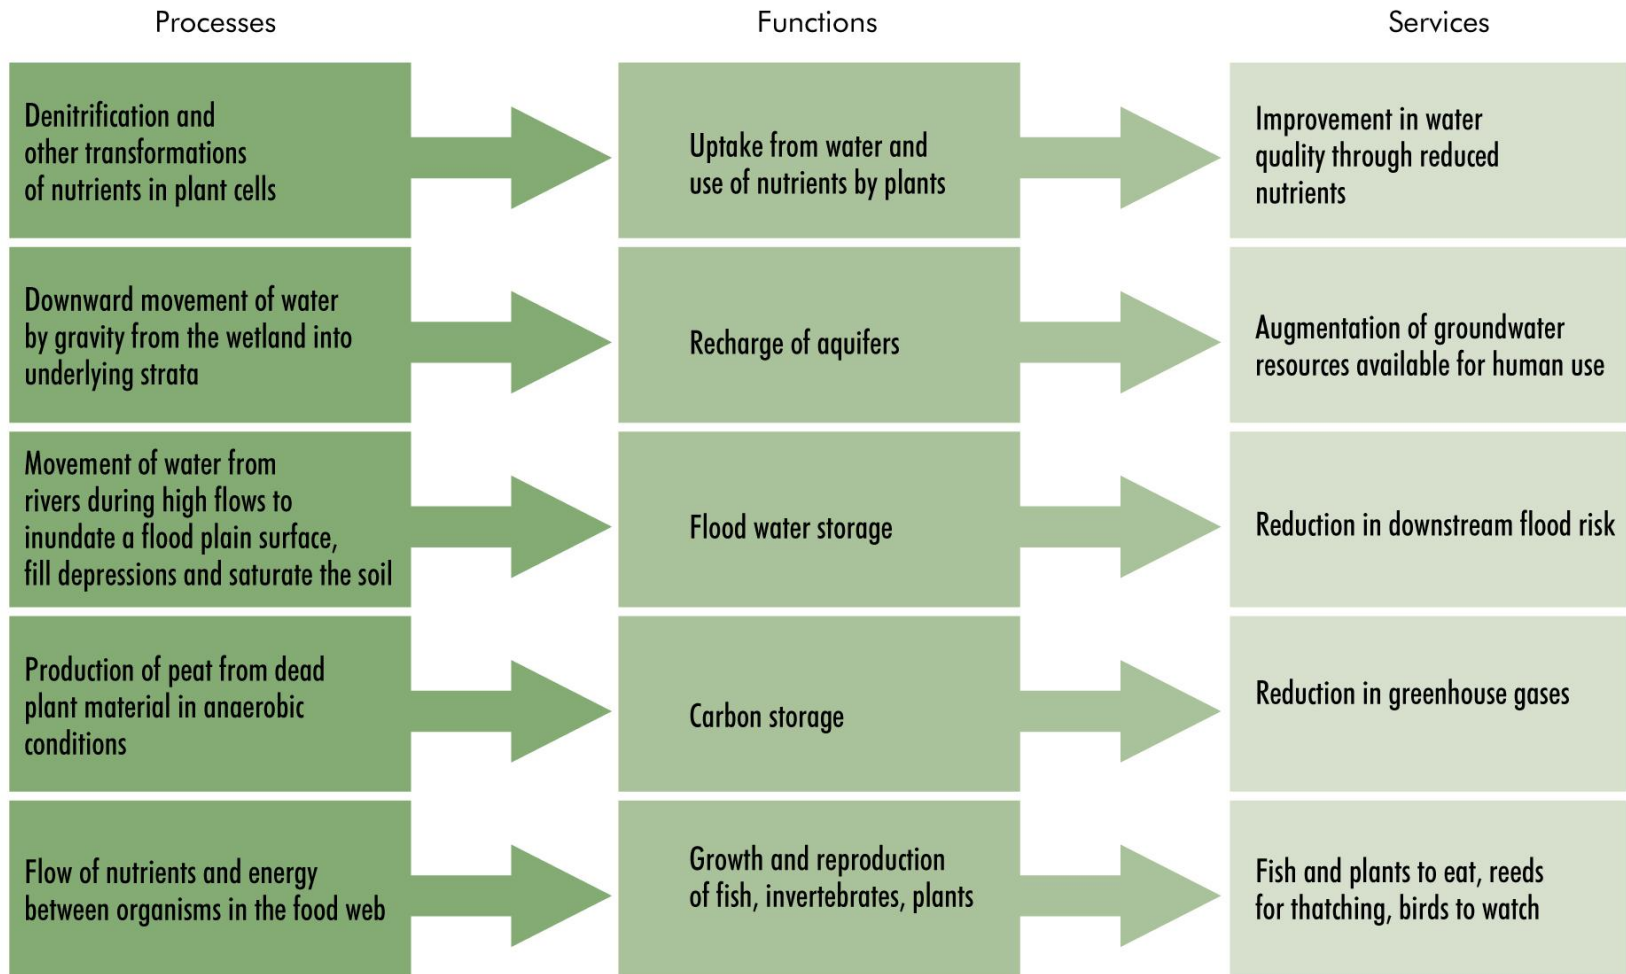 Processes
Functions
Services
Denitrification and
other transformations
of nutrients in plant cells
Uptake from water and
use of nutrients by plants
Improvement in water
quality through reduced
nutrients
Downward movement of water
by gravity from the wetland into
underlying strata
Recharge of aquifers
Augmentation of groundwater
resources available for human use
Movement of water from
rivers during high flows to
inundate a flood plain surface,
fill depressions and saturate the soil
Flood water storage
Reduction in downstream flood risk
Production of peat from dead
plant material in anaerobic
conditions
Carbon storage
Reduction in greenhouse gases
Flow of nutrients and energy
between organisms in the food web
Growth and reproduction
of fish, invertebrates, plants
Fish and plants to eat, reeds
for thatching, birds to watch